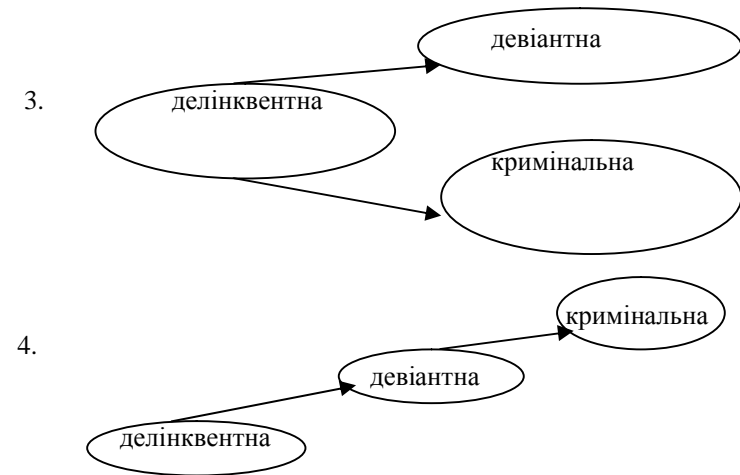 девіантна
3.
делінквентна
кримінальна
кримінальна
4.
девіантна
делінквентна